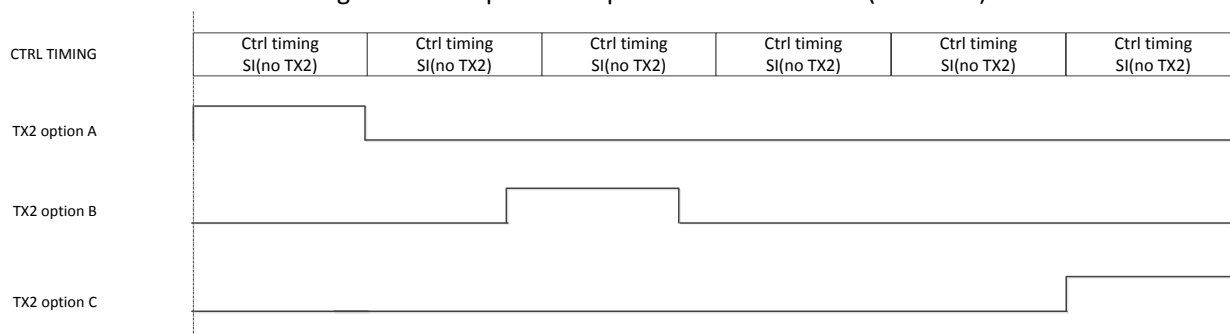 CTRL TIMING
Ctrl timing
SI(no TX2)
Ctrl timing
SI(no TX2)
Ctrl timing
SI(no TX2)
Ctrl timing
SI(no TX2)
Ctrl timing
SI(no TX2)
Ctrl timing
SI(no TX2)
TX2 option A
TX2 option B
TX2 option C